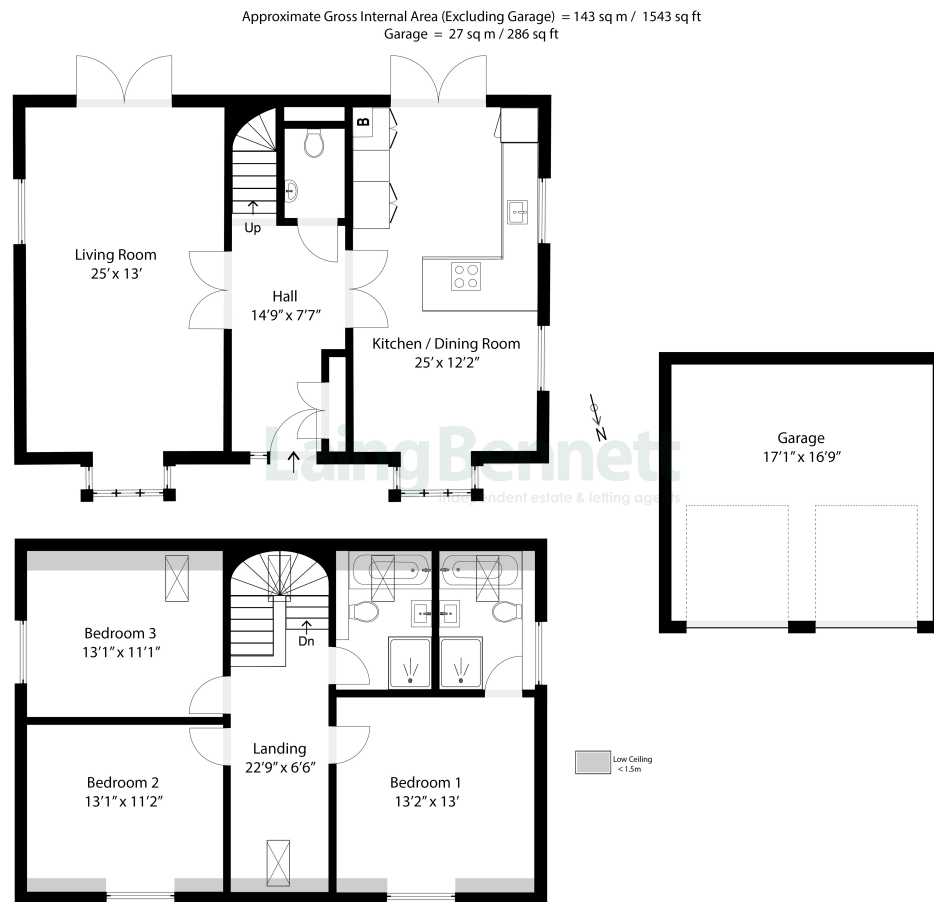 Approximate Gross Internal Area (Excluding Garage) = 143 sq m / 1543 sq ft
Garage = 27 sq m / 286 sq ft
B
Up
Living Room
25' x 13'
Hall
14'9" x 7'7"
Kitchen / Dining Room
25' x 12'2"
N
Garage
17'1" x 16'9"
LaingBennett
independent estate & letting agents
Bedroom 3
13'1" x 11'1"
Dn
Landing
22'9" x 6'6"
Bedroom 2
13'1" x 11'2"
Bedroom 1
13'2" x 13'
Low Ceiling
<1.5m